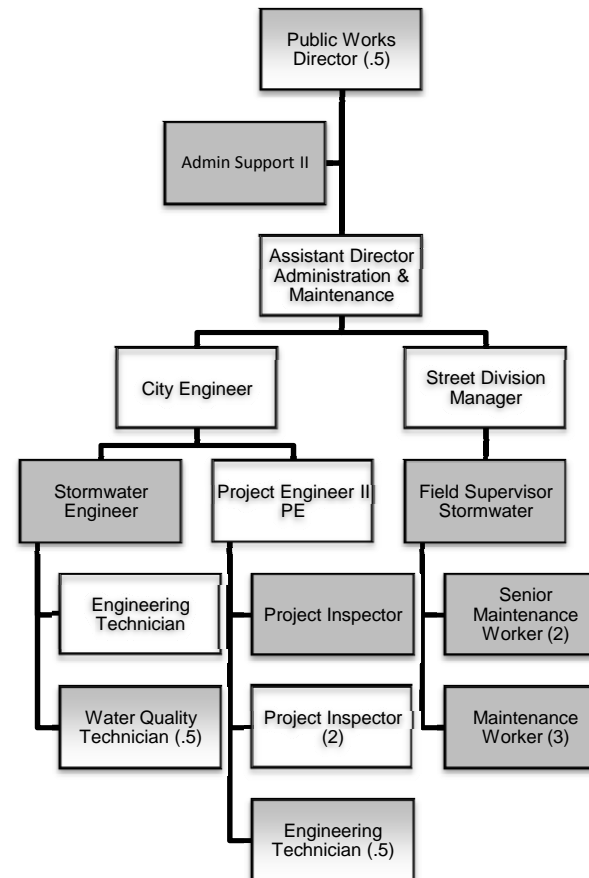 Public Works
Director (.5)
Admin Support II
Assistant Director
Administration &
Maintenance
City Engineer
Street Division
Manager
Stormwater
Engineer
Project Engineer II
PE
Field Supervisor
Stormwater
Engineering
Technician
Project Inspector
Senior
Maintenance
Worker (2)
Water Quality
Technician (.5)
Project Inspector
(2)
Maintenance
Worker (3)
Engineering
Technician (.5)